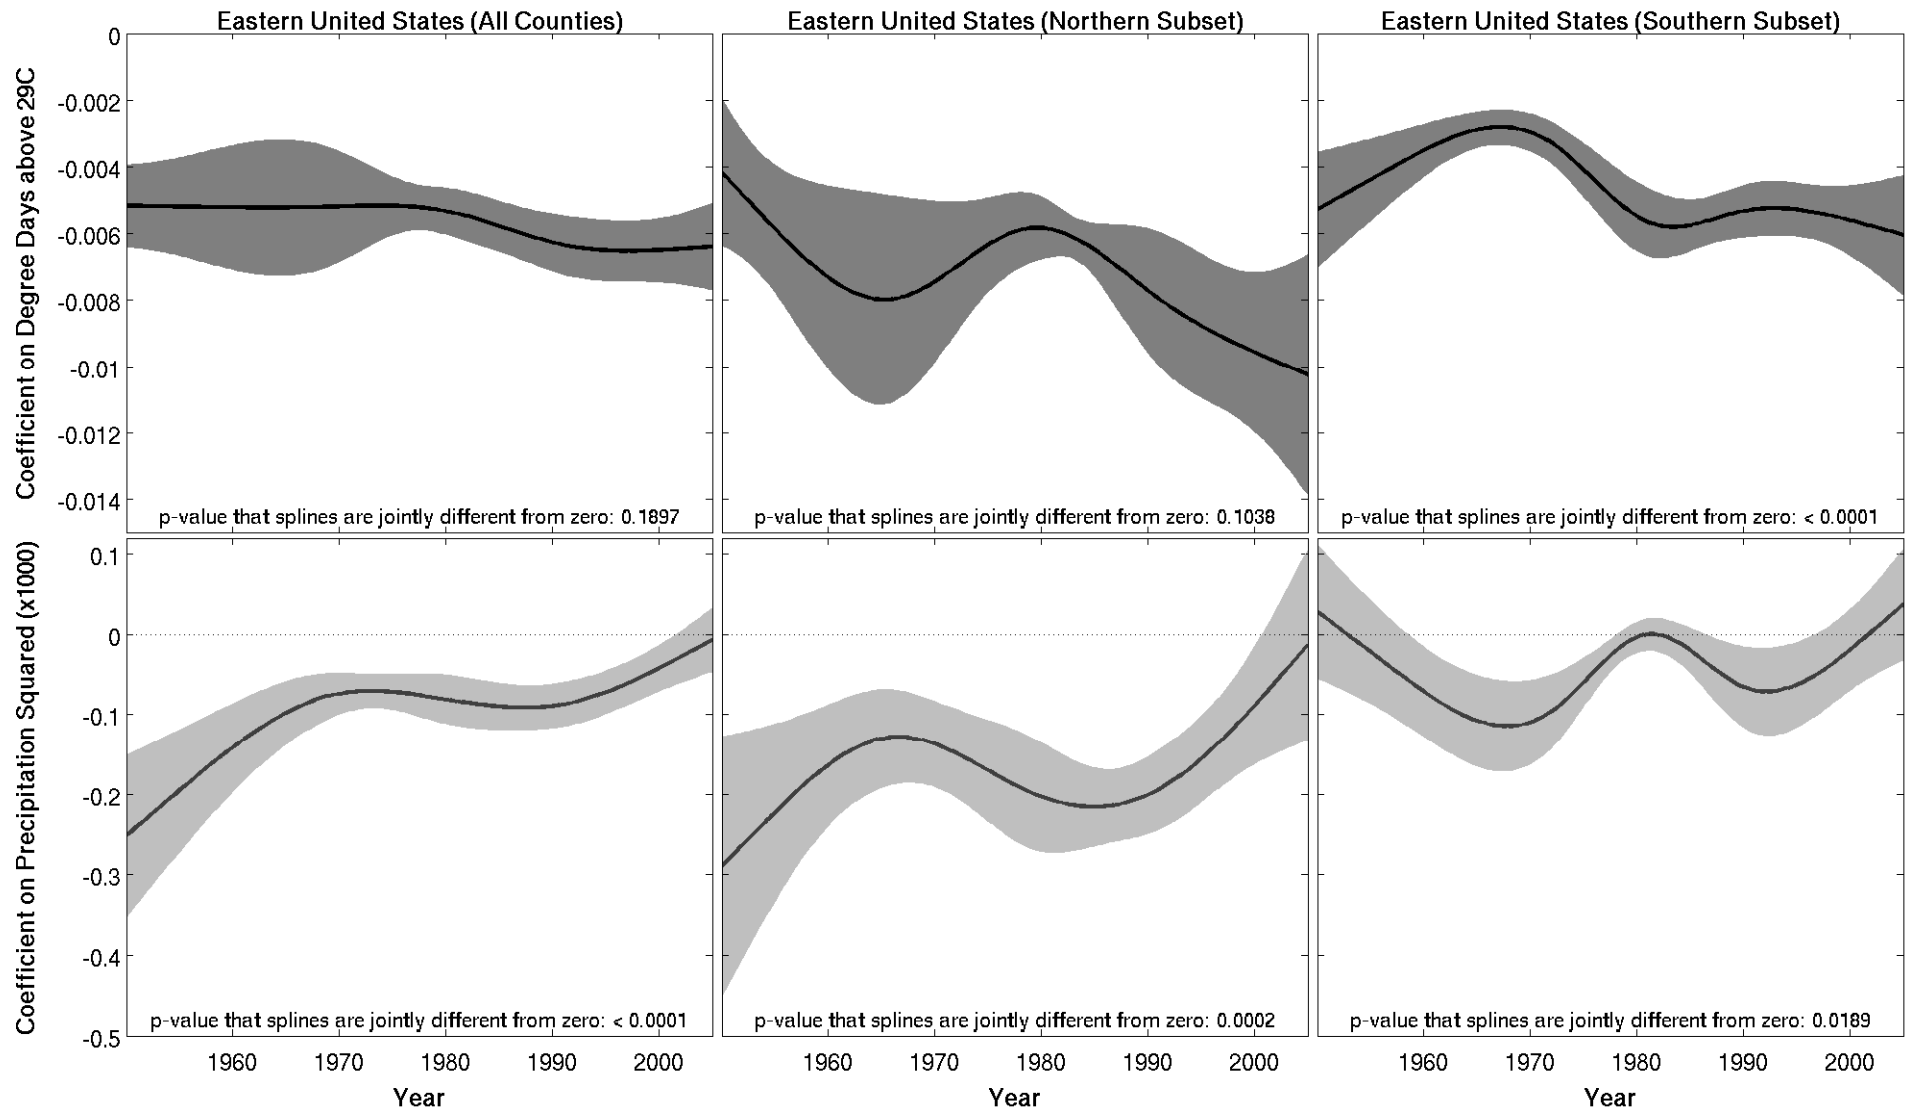 Eastern United States (All Counties)
Eastern United States (Northern Subset)
Eastern United States (Southern Subset)
Coefficient on Degree Days above 29C
0
-0.002
-0.004
-0.006
-0.008
-0.01
-0.012
-0.014
p-value that splines are jointly different from zero: 0.1897
p-value that splines are jointly different from zero: 0.1038
p-value that splines are jointly different from zero: < 0.0001
Coefficient on Precipitation Squared (x1000)
0.1
0
-0.1
-0.2
-0.3
-0.4
-0.5
p-value that splines are jointly different from zero: < 0.0001
p-value that splines are jointly different from zero: 0.0002
p-value that splines are jointly different from zero: 0.0189
1960 1970 1980 1990 2000
1960 1970 1980 1990 2000
1960 1970 1980 1990 2000
Year
Year
Year